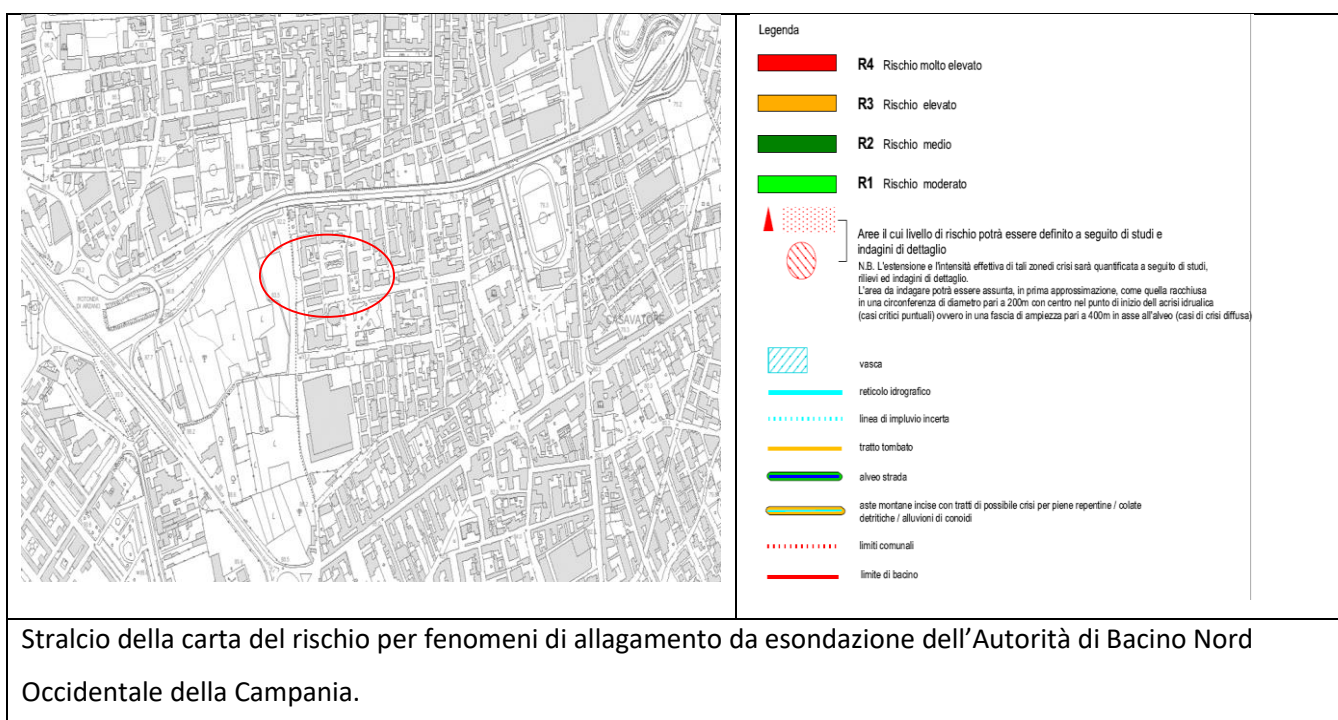 ROTONDA
DI ARZANO
CASAVATORE
Legenda
R4 Rischio molto elevato
R3 Rischio elevato
R2 Rischio medio
R1 Rischio moderato
Aree il cui livello di rischio potrà essere definito a seguito di studi e
indagini di dettaglio
N.B. L'estensione e l'intensità effettiva di tali zonedi crisi sarà quantificata a seguito di studi,
rilievi ed indagini di dettaglio.
L'area da indagare potrà essere assunta, in prima approssimazione, come quella racchiusa
in una circonferenza di diametro pari a 200m con centro nel punto di inizio dell acrisi idrualica
(casi critici puntuali) ovvero in una fascia di ampiezza pari a 400m in asse all'alveo (casi di crisi diffusa)
vasca
reticolo idrografico
linea di impluvio incerta
tratto tombato
alveo strada
aste montane incise con tratti di possibile crisi per piene repentine / colate
detritiche / alluvioni di conoidi
limiti comunali
limite di bacino
Stralcio della carta del rischio per fenomeni di allagamento da esondazione dell’Autorità di Bacino Nord
Occidentale della Campania.